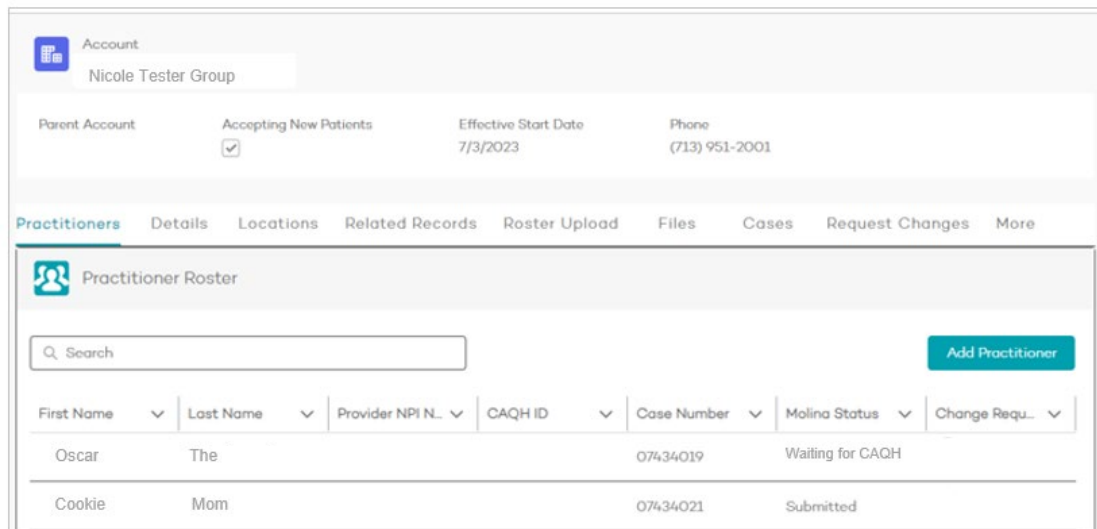 Account
Nicole Tester Group
Parent Account Accepting New Patients Effective Start Date Phone
7/3/2023 (713) 951-2001
Practitioners Details Locations Related Records Roster Upload Files Cases Request Changes More
Practitioner Roster
Search Add Practitioner
First Name Last Name Provider NPI N... CAQH ID Case Number Molina Status Change Requ...
Oscar The 07434019 Waiting for CAQH
Cookie Mom 07434021 Submitted